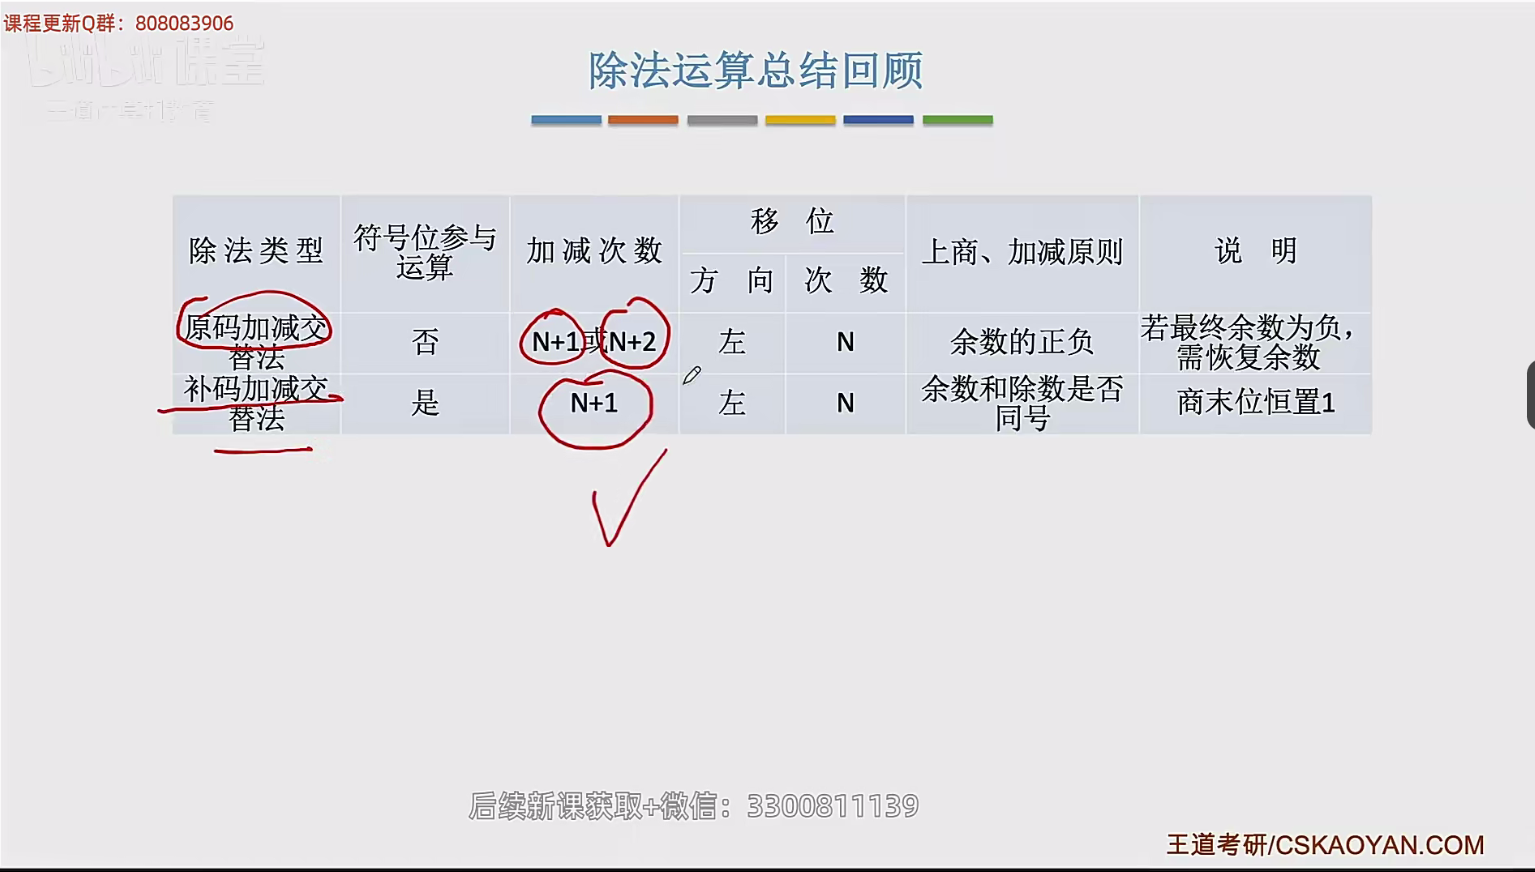 课程更新Q群：808083906
课堂
除法运算总结回顾
除法类型
符号位参与
运算
加减次数
移 位
方 向
次 数
上商、加减原则
说 明
原码加减交
替法
否
N+1或N+2
左
N
余数的正负
若最终余数为负，
需恢复余数
补码加减交
替法
是
N+1
左
N
余数和除数是否
同号
商末位恒置1
后续新课获取+微信：3300811139
王道考研/CSKAOYAN.COM